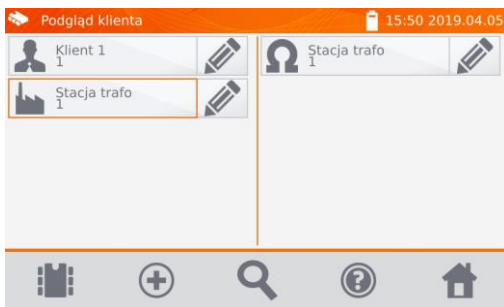 Podgląd klienta
15:50 2019.04.05
Klient 1
1
Stacja trafo
1
Stacja trafo
1